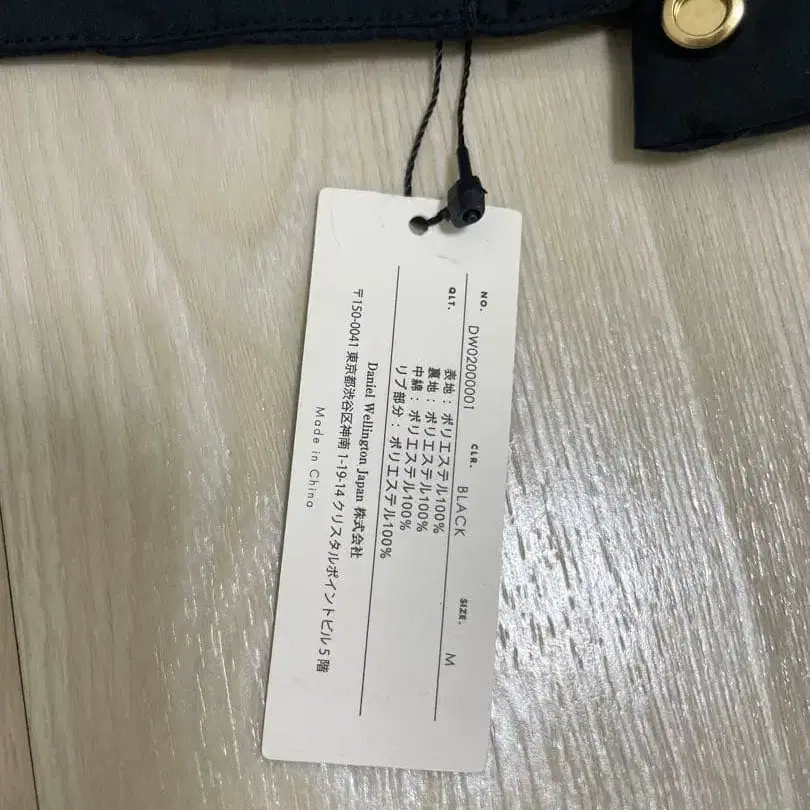 NO. DW02000001 CLR. BLACK SIZE. M
QLT. 表地：ポリエステル100%
裏地：ポリエステル100%
中綿：ポリエステル100%
リブ部分：ポリエステル100%
Daniel Wellington Japan 株式会社
〒150-0041 東京都渋谷区神南 1-19-14 クリスタルポイントビル 5 階
Made in China